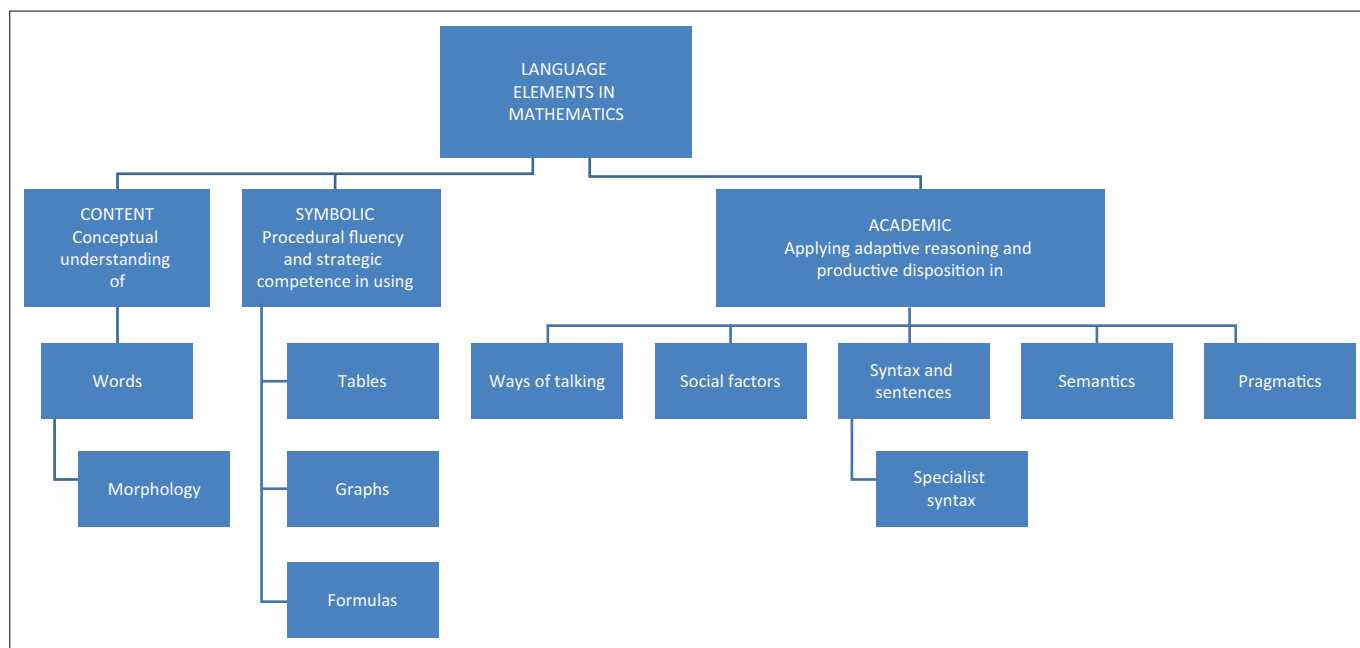 LANGUAGE
ELEMENTS IN
MATHEMATICS
CONTENT
Conceptual
understanding
of
SYMBOLIC
Procedural fluency
and strategic
competence in using
ACADEMIC
Applying adaptive reasoning and
productive disposition in
Words
Morphology
Tables
Graphs
Formulas
Ways of talking
Social factors
Syntax and
sentences
Specialist
syntax
Semantics
Pragmatics